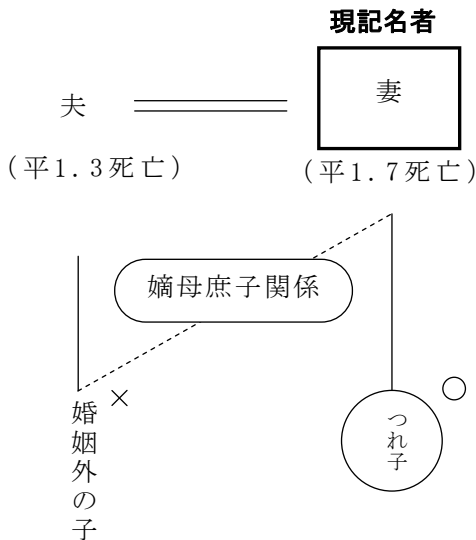 現記名者
夫
妻
(平1.3死亡)
(平1.7死亡)
嫡母庶子関係
×
○
婚姻外の子
つれ子